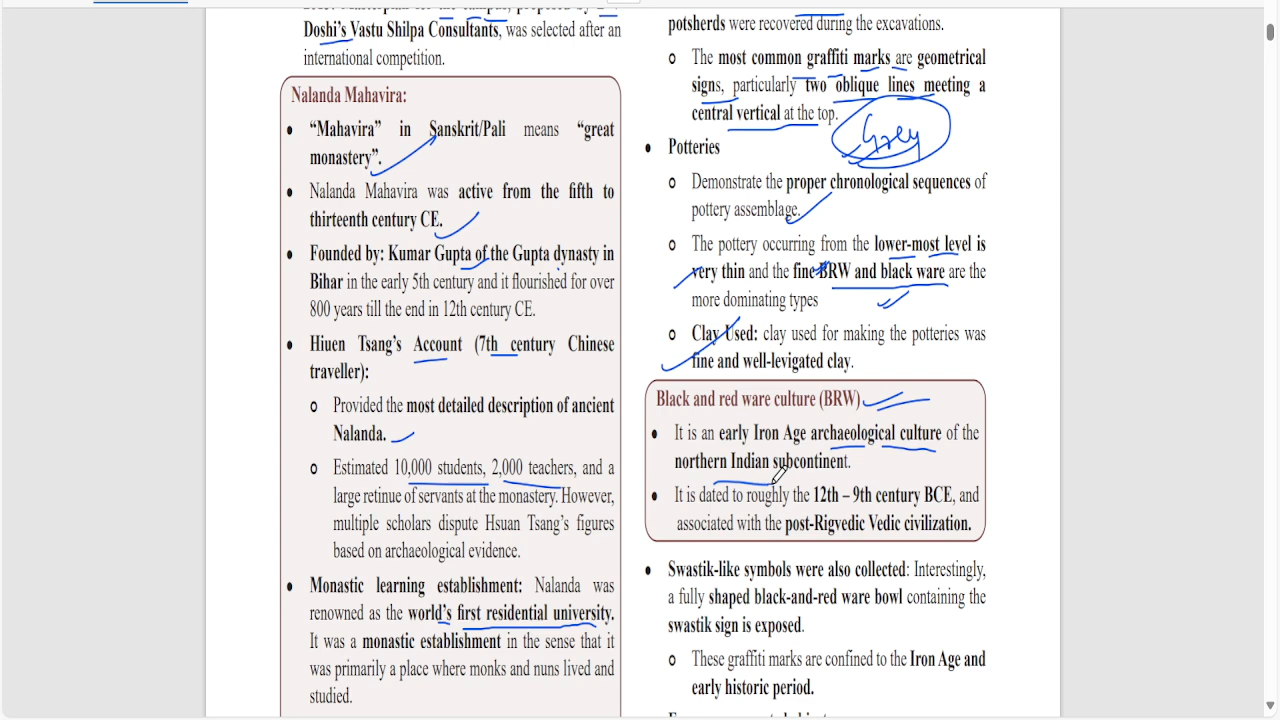 Doshi's Vastu Shilpa Consultants, was selected after an
international competition.
Nalanda Mahavira:
• “Mahavira” in Sanskrit/Pali means “great
monastery”.
• Nalanda Mahavira was active from the fifth to
thirteenth century CE.
• Founded by: Kumar Gupta of the Gupta dynasty in
Bihar in the early 5th century and it flourished for over
800 years till the end in 12th century CE.
• Hiuen Tsang's Account (7th century Chinese
traveller):
o Provided the most detailed description of ancient
Nalanda.
o Estimated 10,000 students, 2,000 teachers, and a
large retinue of servants at the monastery. However,
multiple scholars dispute Hsuan Tsang's figures
based on archaeological evidence.
• Monastic learning establishment: Nalanda was
renowned as the world's first residential university.
It was a monastic establishment in the sense that it
was primarily a place where monks and nuns lived and
studied.
potsherds were recovered during the excavations.
o The most common graffiti marks are geometrical
signs, particularly two oblique lines meeting a
central vertical at the top.
Grey
• Potteries
o Demonstrate the proper chronological sequences of
pottery assemblage.
o The pottery occurring from the lower-most level is
very thin and the fine BRW and black ware are the
more dominating types
o Clay Used: clay used for making the potteries was
fine and well-levigated clay.
Black and red ware culture (BRW)
• It is an early Iron Age archaeological culture of the
northern Indian subcontinent.
• It is dated to roughly the 12th – 9th century BCE, and
associated with the post-Rigvedic Vedic civilization.
• Swastik-like symbols were also collected: Interestingly,
a fully shaped black-and-red ware bowl containing the
swastik sign is exposed.
o These graffiti marks are confined to the Iron Age and
early historic period.